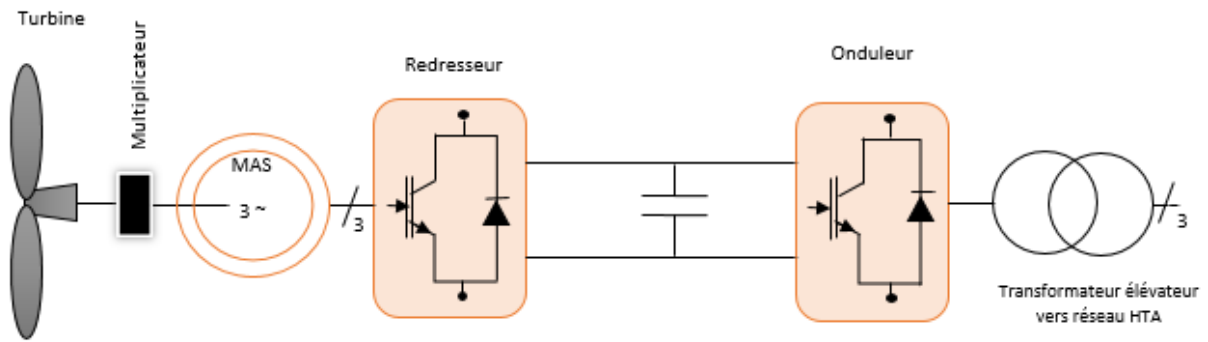 Turbine
Multiplicateur
MAS
3 ~
3
Redresseur
Onduleur
3
Transformateur élévateur
vers réseau HTA